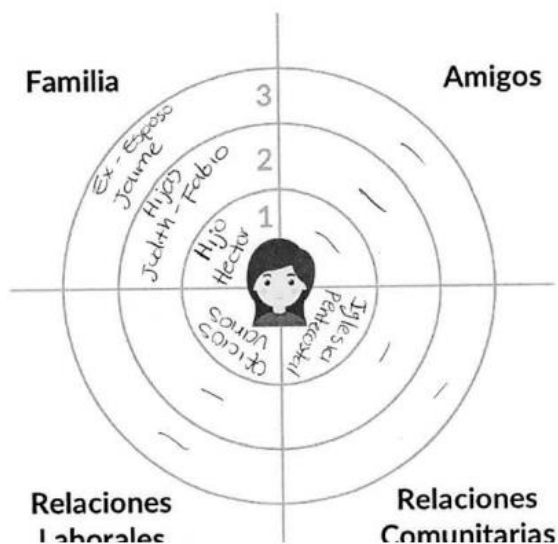 Familia
Amigos
3
Ex-Esposo
Jaime
2
Hijas
Judith-Fabio
1
Hijo
Hector
oficios
varios
Iglesia
Pentecostal
Relaciones
Laborales
Relaciones
Comunitarias